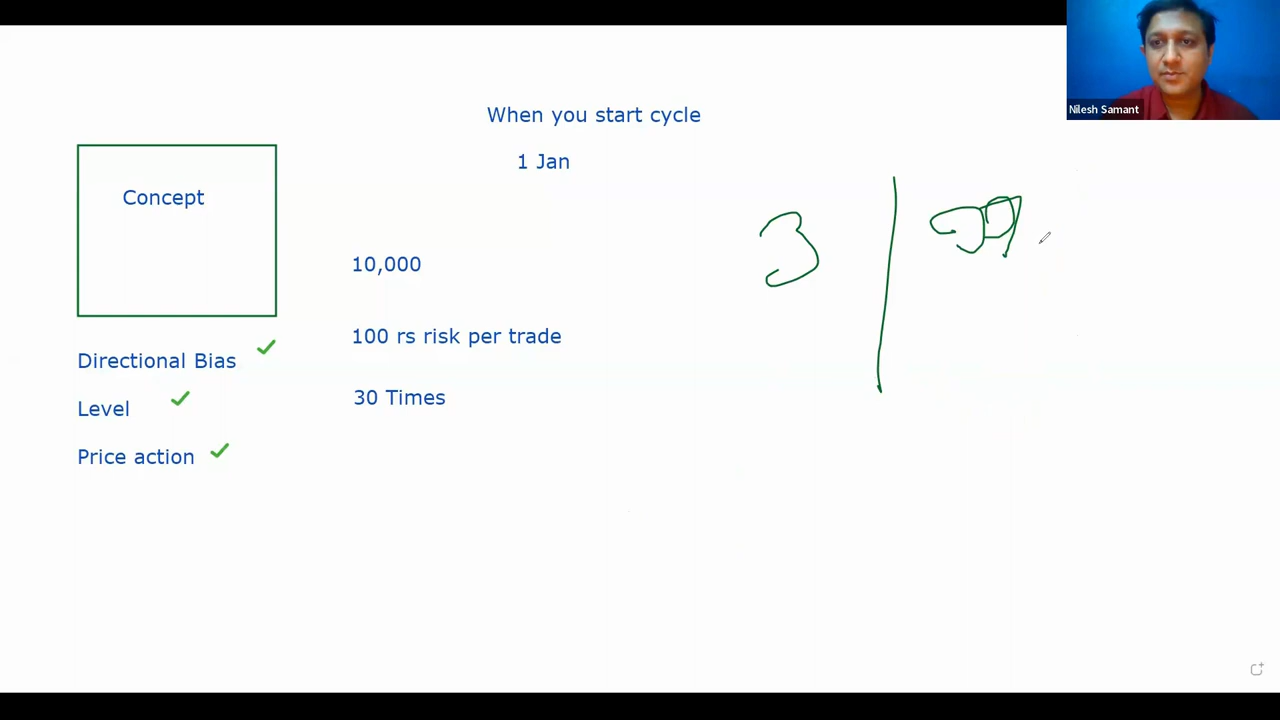 When you start cycle
1 Jan
Concept
10,000
100 rs risk per trade
30 Times
Directional Bias
Level
Price action
3
Nilesh Samant